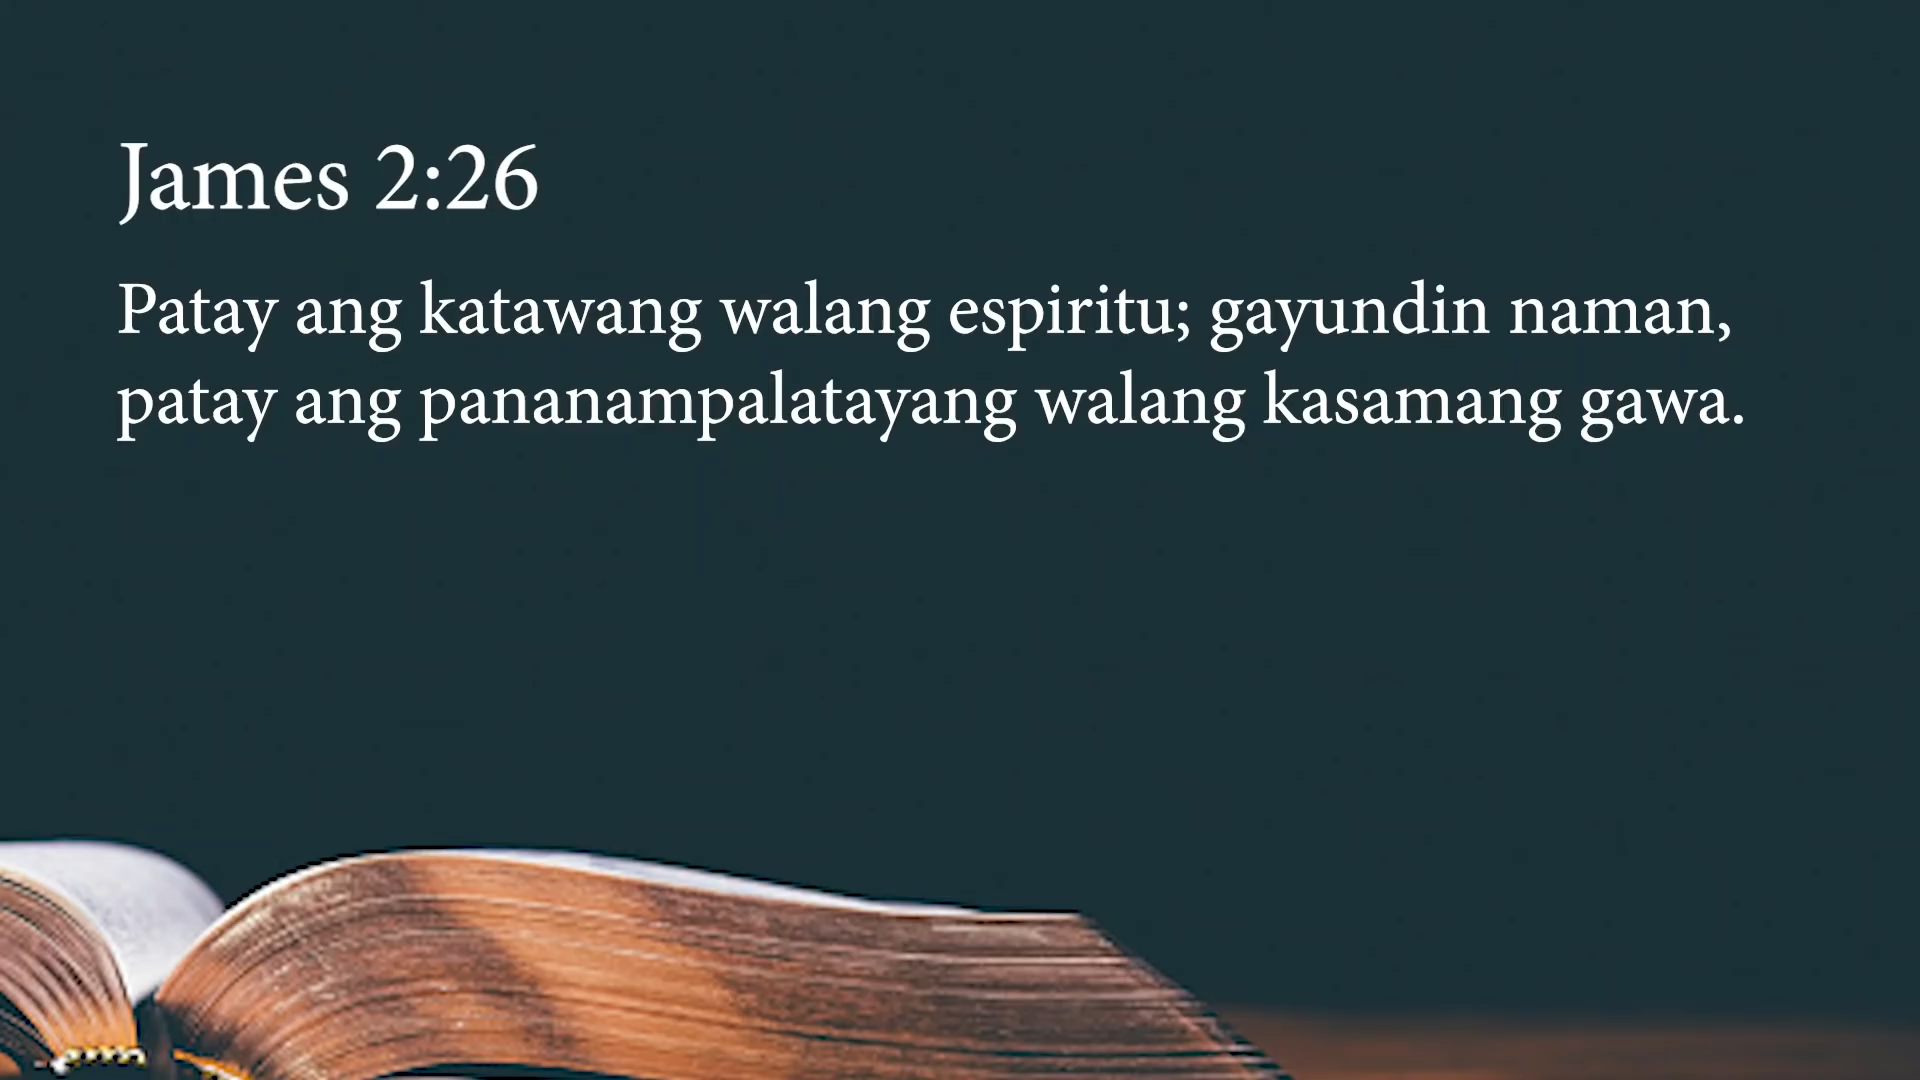 James 2:26
Patay ang katawang walang espiritu; gayundin naman,
patay ang pananampalatayang walang kasamang gawa.